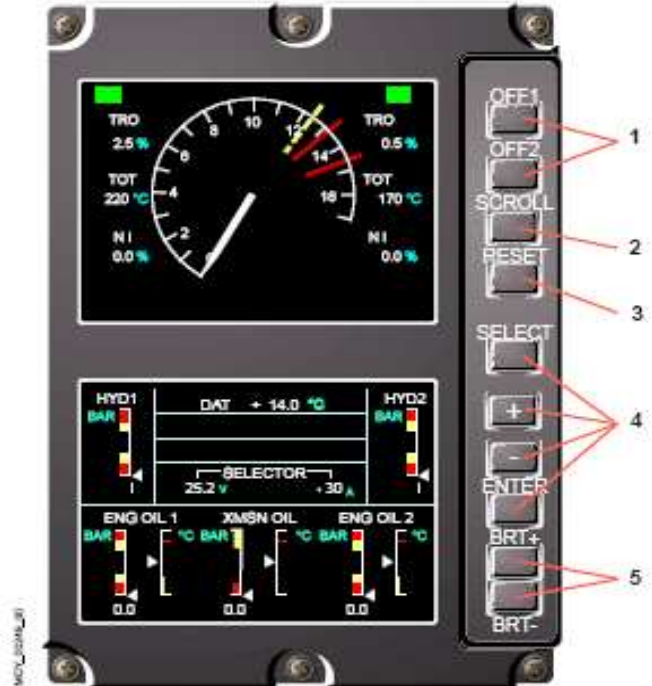 OFF1
OFF2
SCROLL
RESET
SELECT
+
-
ENTER
BRT+
BRT-
1
2
3
4
5
TRQ
2.5 %
TOT
220 °C
N1
0.0 %
0
2
4
6
8
10
12
14
16
TRQ
0.5 %
TOT
170 °C
N1
0.0 %
HYD1
BAR
DAT + 14.0 °C
HYD2
BAR
SELECTOR
25.2 V +30 A
ENG OIL 1 XMSN OIL ENG OIL 2
BAR °C BAR °C BAR °C
0.0 0.0 0.0